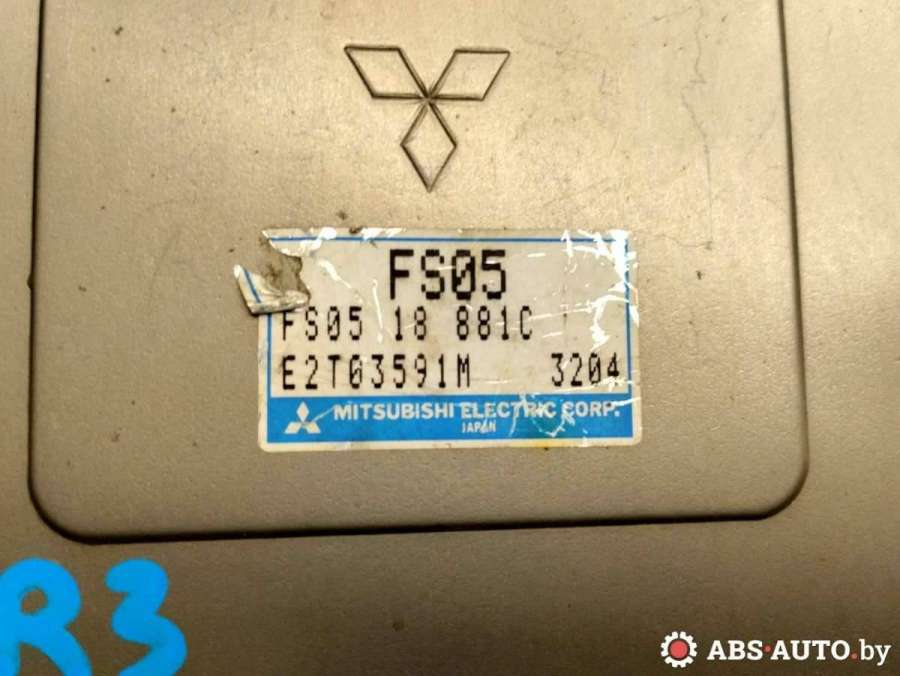 FS05
FS05 18 881C
E2T03591M 3204
MITSUBISHI ELECTRIC CORP.
JAPAN
R3
ABS-AUTO.by